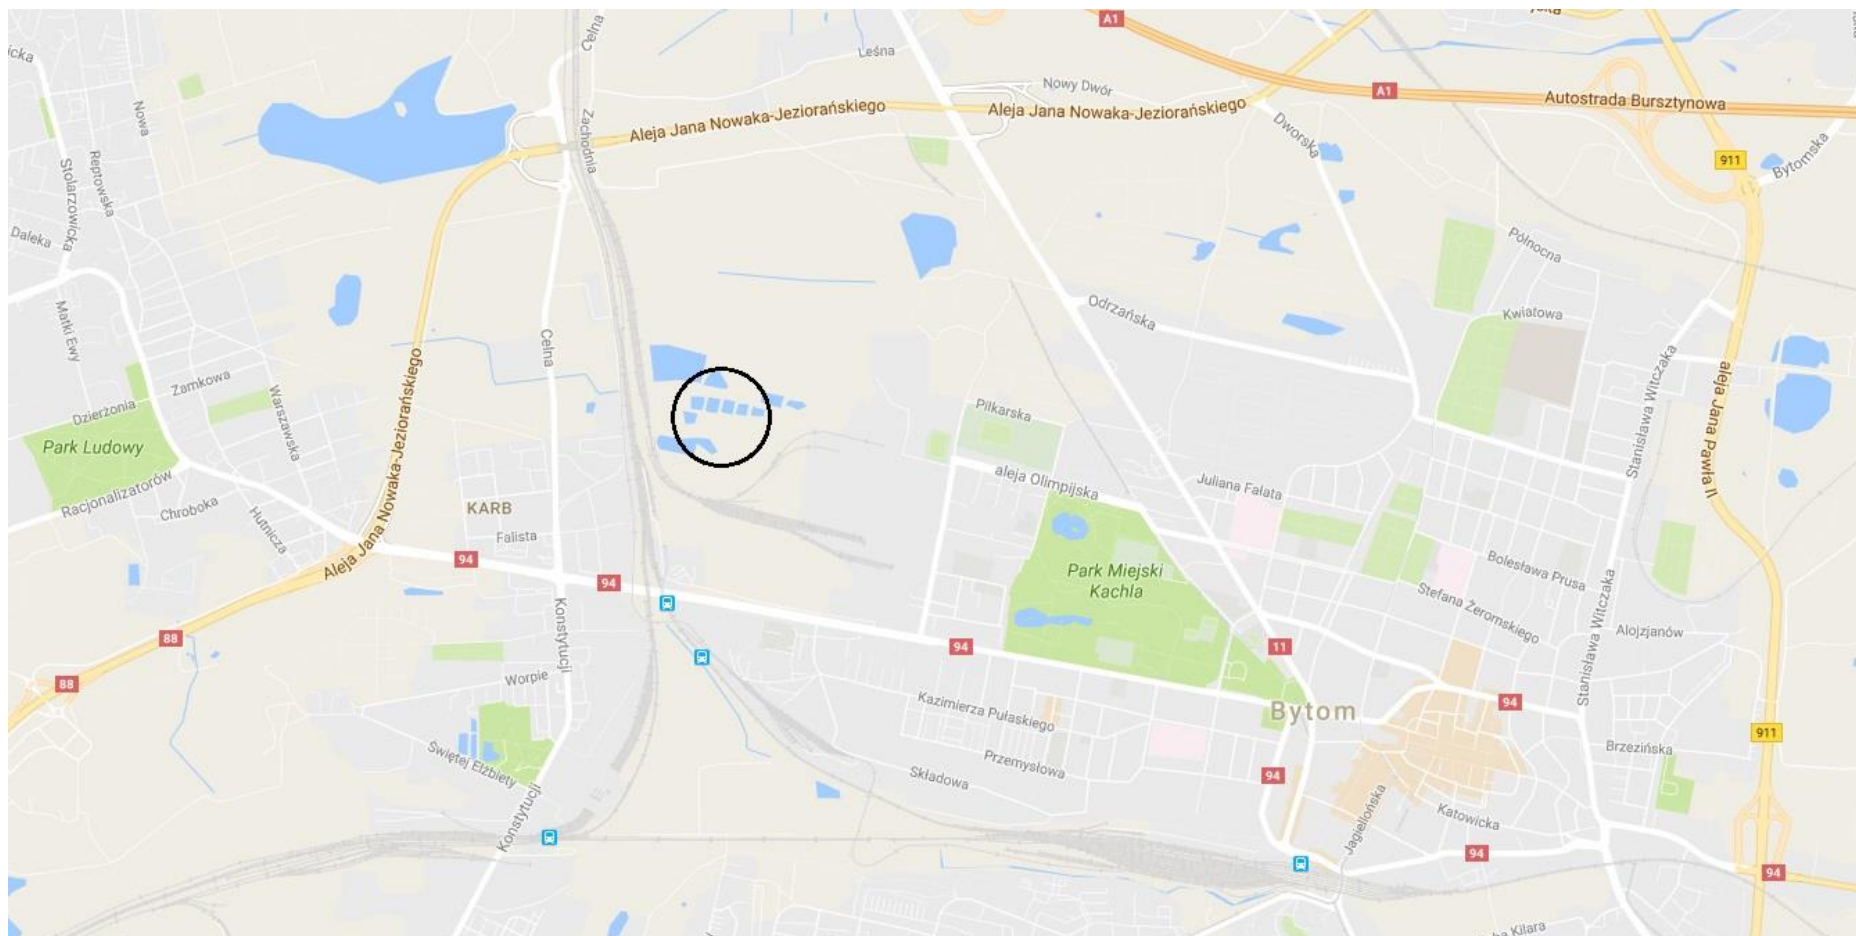 Celna
Leśna
A1
Nowy Dwór
A1
Autostrada Bursztynowa
icka
Nowa
Zachodnia
Aleja Jana Nowaka-Jeziorańskiego
Aleja Jana Nowaka-Jeziorańskiego
Dworska
911
Bytomska
Stolarzowicka
Reptowska
Daleka
Północna
Matki Ewy
Celna
Odrzańska
Kwiatowa
Aleja Jana Nowaka-Jeziorańskiego
Stanisława Witczaka
aleja Jana Pawła II
Zamkowa
Dzierżonia
Warszawska
Piłkarska
Park Ludowy
aleja Olimpijska
Juliana Fałata
Racjonalizatorów
Chroboka
Hutnicza
KARB
Falista
94
94
Park Miejski
Kachla
Bolesława Prusa
Stefana Żeromskiego
Stanisława Witczaka
Alojzjanów
Konstytucji
88
94
11
88
Worpie
Kazimierza Pułaskiego
Bytom
94
911
Świętej Elżbiety
Przemysłowa
Składowa
94
Brzezińska
Konstytucji
Jagiellońska
Katowicka
94
94
Kilara